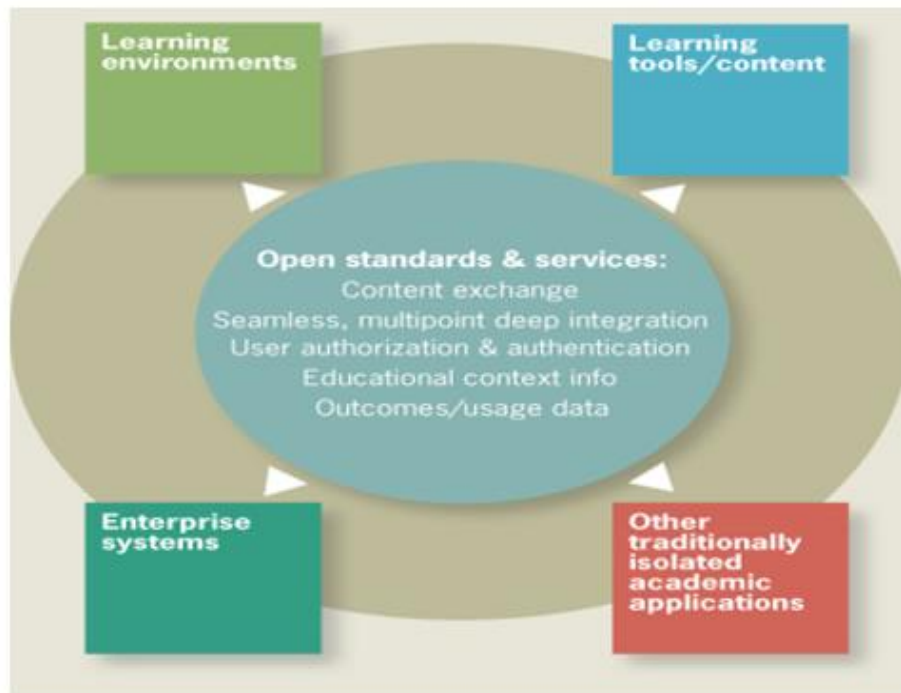 Learning
environments
Learning
tools/content
Open standards & services:
Content exchange
Seamless, multipoint deep integration
User authorization & authentication
Educational context info
Outcomes/usage data
Enterprise
systems
Other
traditionally
isolated
academic
applications